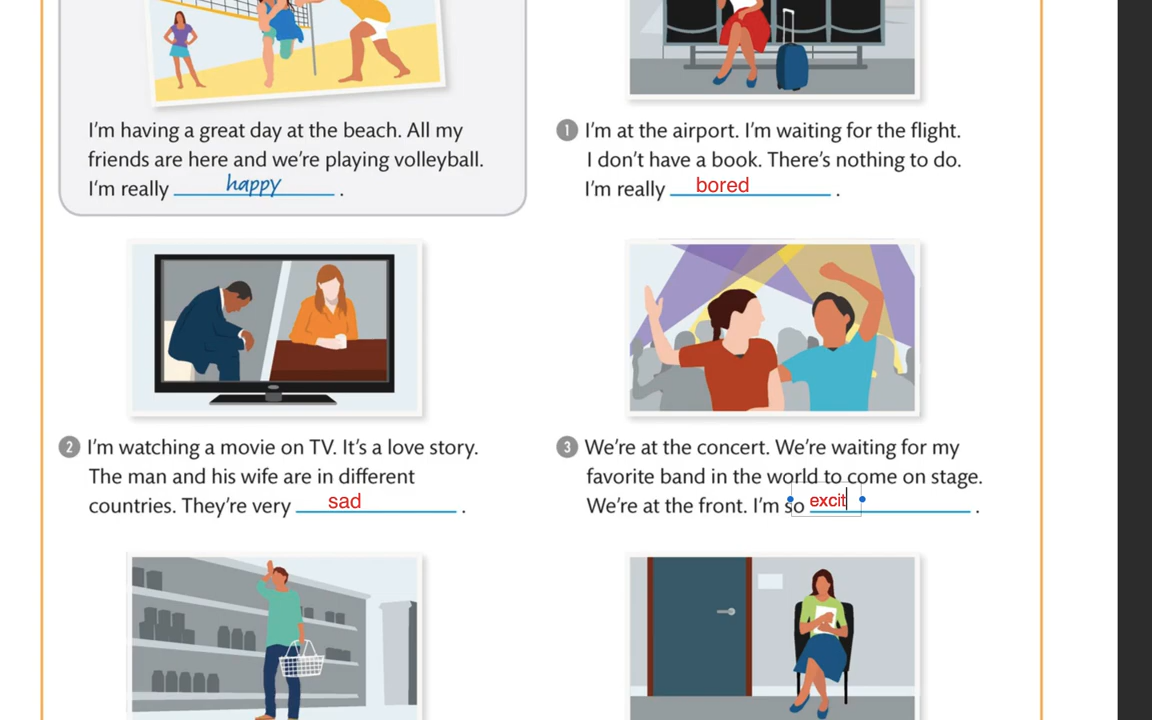 I'm having a great day at the beach. All my
friends are here and we're playing volleyball.
I'm really happy .
1 I'm at the airport. I'm waiting for the flight.
I don't have a book. There's nothing to do.
I'm really bored .
2 I'm watching a movie on TV. It's a love story.
The man and his wife are in different
countries. They're very sad .
3 We're at the concert. We're waiting for my
favorite band in the world to come on stage.
We're at the front. I'm so excit .